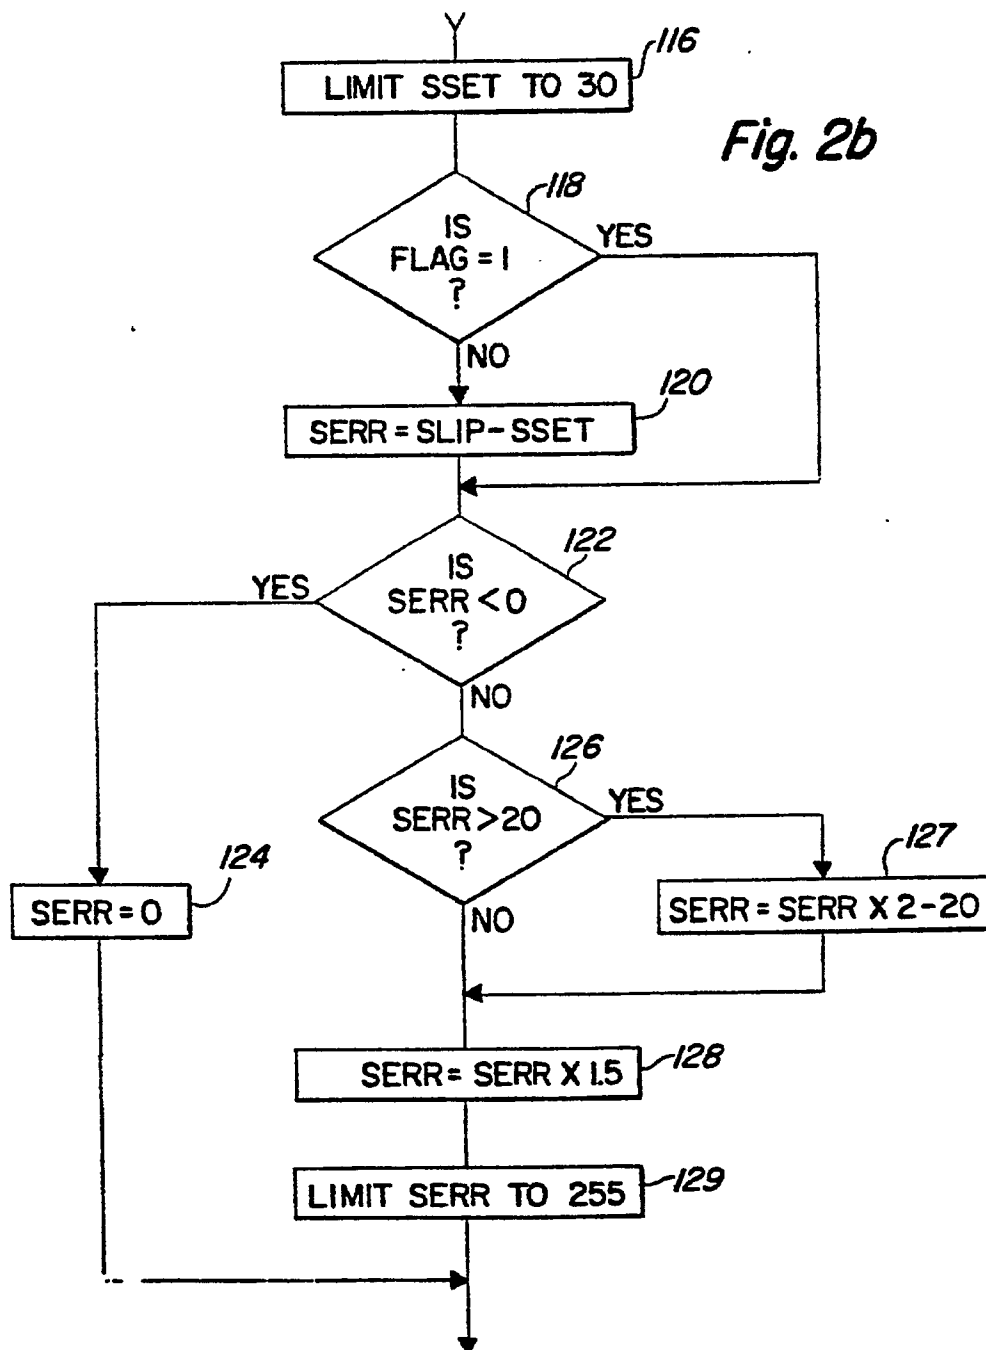 Y
116
LIMIT SSET TO 30
Fig. 2b
118
IS
FLAG = 1
?
YES
NO
120
SERR = SLIP-SSET
122
IS
SERR < 0
?
YES
NO
126
IS
SERR > 20
?
YES
NO
124
SERR = 0
127
SERR = SERR X 2-20
SERR = SERR X 1.5
128
LIMIT SERR TO 255
129